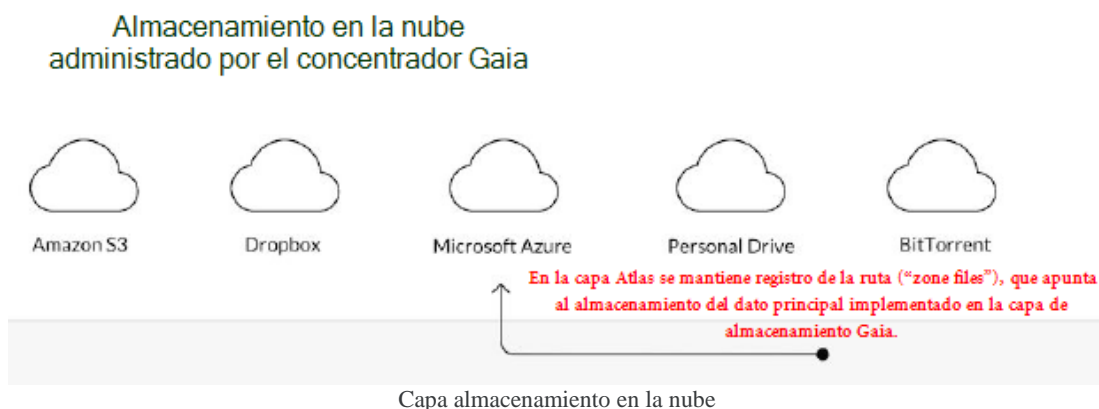 Almacenamiento en la nube
administrado por el concentrador Gaia
Amazon S3
Dropbox
Microsoft Azure
Personal Drive
BitTorrent
En la capa Atlas se mantiene registro de la ruta (“zone files”), que apunta
al almacenamiento del dato principal implementado en la capa de
almacenamiento Gaia.
Capa almacenamiento en la nube